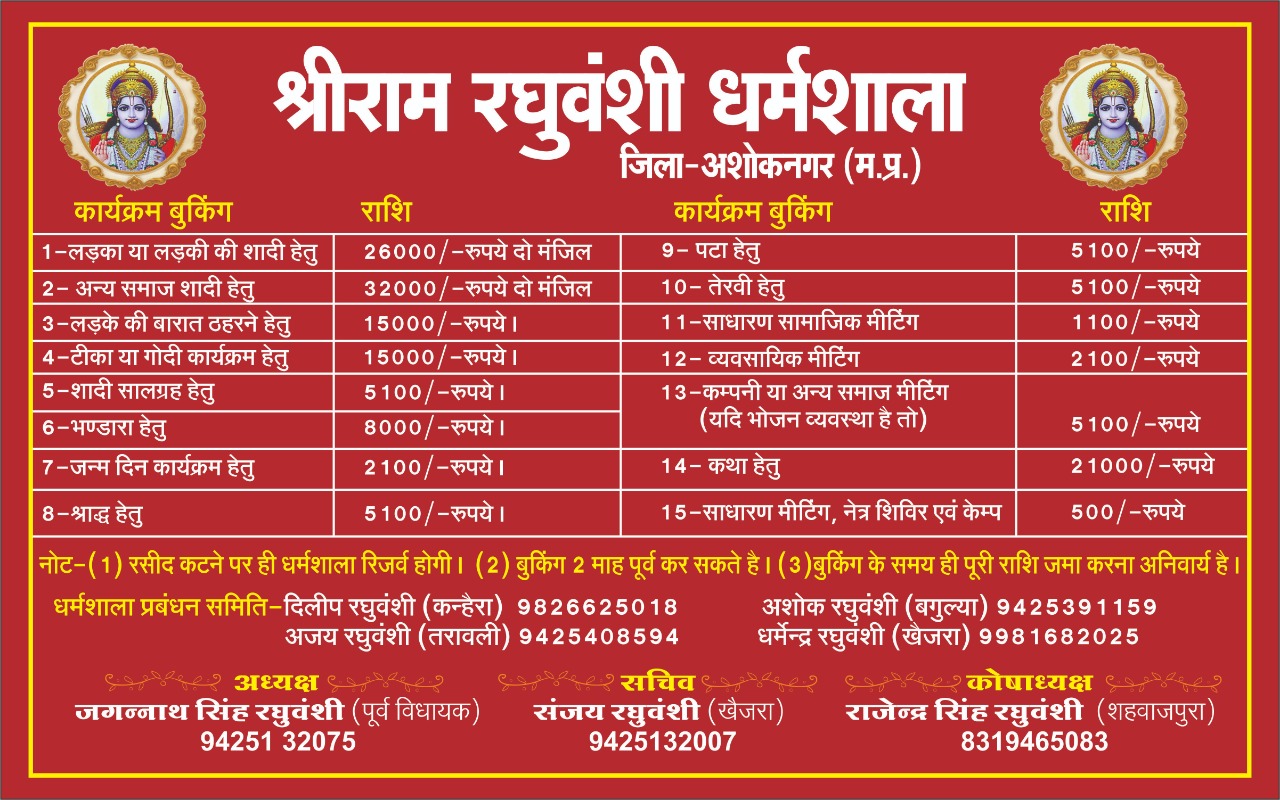 श्रीराम रघुवंशी धर्मशाला
जिला-अशोकनगर (म.प्र.)
कार्यक्रम बुकिंग राशि कार्यक्रम बुकिंग राशि
1-लड़का या लड़की की शादी हेतु 26000/-रुपये दो मंजिल 9- पटा हेतु 5100/-रुपये
2- अन्य समाज शादी हेतु 32000/-रुपये दो मंजिल 10- तेरवी हेतु 5100/-रुपये
3-लड़के की बारात ठहरने हेतु 15000/-रुपये। 11-साधारण सामाजिक मीटिंग 1100/-रुपये
4-टीका या गोदी कार्यक्रम हेतु 15000/-रुपये। 12- व्यवसायिक मीटिंग 2100/-रुपये
5-शादी सालग्रह हेतु 5100/-रुपये। 13-कम्पनी या अन्य समाज मीटिंग
6-भण्डारा हेतु 8000/-रुपये। (यदि भोजन व्यवस्था है तो) 5100/-रुपये
7-जन्म दिन कार्यक्रम हेतु 2100/-रुपये। 14- कथा हेतु 21000/-रुपये
8-श्राद्ध हेतु 5100/-रुपये। 15-साधारण मीटिंग, नेत्र शिविर एवं केम्प 500/-रुपये
नोट-(1) रसीद कटने पर ही धर्मशाला रिजर्व होगी। (2) बुकिंग 2 माह पूर्व कर सकते है। (3)बुकिंग के समय ही पूरी राशि जमा करना अनिवार्य है।
धर्मशाला प्रबंधन समिति-दिलीप रघुवंशी (कन्हैरा) 9826625018 अशोक रघुवंशी (बगुल्या) 9425391159
अजय रघुवंशी (तरावली) 9425408594 धर्मेन्द्र रघुवंशी (खैजरा) 9981682025
अध्यक्ष सचिव कोषाध्यक्ष
जगन्नाथ सिंह रघुवंशी (पूर्व विधायक) संजय रघुवंशी (खैजरा) राजेन्द्र सिंह रघुवंशी (शहवाजपुरा)
94251 32075 9425132007 8319465083